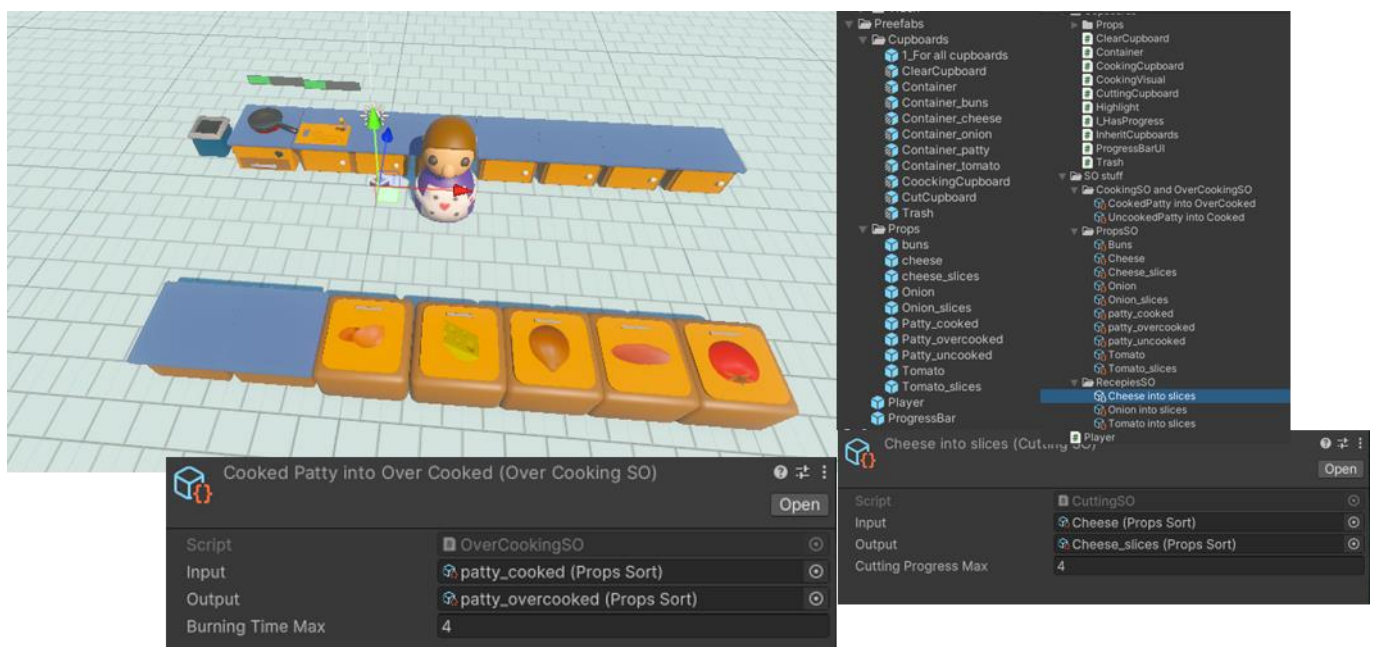 Preefabs
Cupboards
1_For all cupboards
ClearCupboard
Container
Container_buns
Container_cheese
Container_onion
Container_patty
Container_tomato
CoockingCupboard
CutCupboard
Trash
Props
buns
cheese
cheese_slices
Onion
Onion_slices
Patty_cooked
Patty_overcooked
Patty_uncooked
Tomato
Tomato_slices
Player
ProgressBar
Props
ClearCupboard
Container
CookingCupboard
CookingVisual
CuttingCupboard
Highlight
I_HasProgress
InheritCupboards
ProgressBarUI
Trash
SO stuff
CookingSO and OverCookingSO
CookedPatty into OverCooked
UncookedPatty into Cooked
PropsSO
Buns
Cheese
Cheese_slices
Onion
Onion_slices
patty_cooked
patty_overcooked
patty_uncooked
Tomato
Tomato_slices
RecepiesSO
Cheese into slices
Onion into slices
Tomato into slices
Player
Cooked Patty into Over Cooked (Over Cooking SO)
Open
Script OverCookingSO
Input patty_cooked (Props Sort)
Output patty_overcooked (Props Sort)
Burning Time Max 4
Cheese into slices (Cutting SO)
Open
Script CuttingSO
Input Cheese (Props Sort)
Output Cheese_slices (Props Sort)
Cutting Progress Max 4